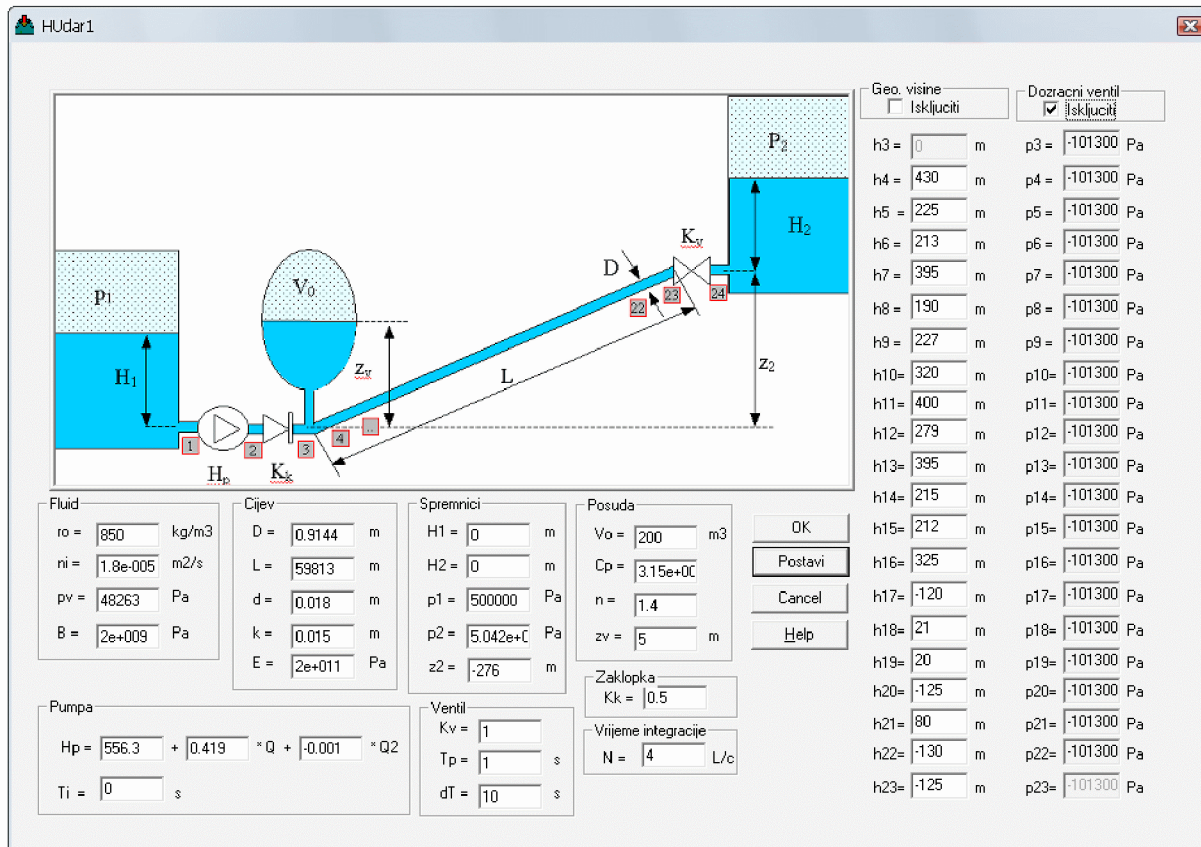 HUdar1
P1
H1
V0
zv
1
2
3
4
..
Hp
Kk
L
D
Kv
22
23
24
P2
H2
z2
Geo. visine
Iskljuciti
h3 = 0 m
h4 = 430 m
h5 = 225 m
h6 = 213 m
h7 = 395 m
h8 = 190 m
h9 = 227 m
h10= 320 m
h11= 400 m
h12= 279 m
h13= 395 m
h14= 215 m
h15= 212 m
h16= 325 m
h17= -120 m
h18= 21 m
h19= 20 m
h20= -125 m
h21= 80 m
h22= -130 m
h23= -125 m
Dozracni ventil
Iskljuciti
p3 = -101300 Pa
p4 = -101300 Pa
p5 = -101300 Pa
p6 = -101300 Pa
p7 = -101300 Pa
p8 = -101300 Pa
p9 = -101300 Pa
p10= -101300 Pa
p11= -101300 Pa
p12= -101300 Pa
p13= -101300 Pa
p14= -101300 Pa
p15= -101300 Pa
p16= -101300 Pa
p17= -101300 Pa
p18= -101300 Pa
p19= -101300 Pa
p20= -101300 Pa
p21= -101300 Pa
p22= -101300 Pa
p23= -101300 Pa
Fluid
ro = 850 kg/m3
ni = 1.8e-005 m2/s
pv = 48263 Pa
B = 2e+009 Pa
Cijev
D = 0.9144 m
L = 59813 m
d = 0.018 m
k = 0.015 m
E = 2e+011 Pa
Spremnici
H1 = 0 m
H2 = 0 m
p1 = 500000 Pa
p2 = 5.042e+0 Pa
z2 = -276 m
Posuda
Vo = 200 m3
Cp = 3.15e+00
n = 1.4
zv = 5 m
OK
Postavi
Cancel
Help
Zaklopka
Kk = 0.5
Pumpa
Hp = 556.3 + 0.419 * Q + -0.001 * Q2
Ti = 0 s
Ventil
Kv = 1
Tp = 1 s
dT = 10 s
Vrijeme integracije
N = 4 L/c